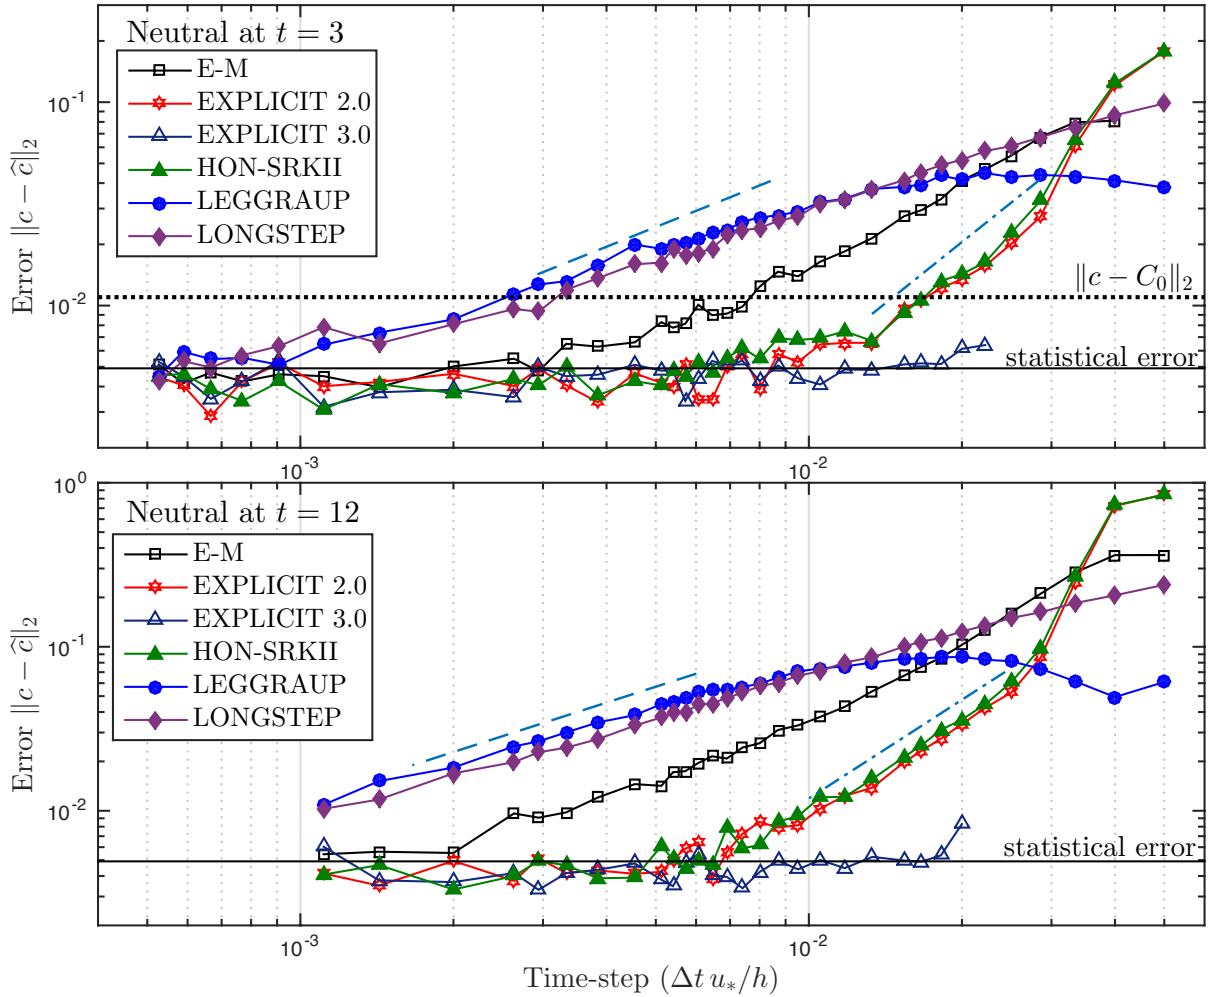 Neutral at t = 3
E-M
EXPLICIT 2.0
EXPLICIT 3.0
HON-SRKII
LEGGRAUP
LONGSTEP
10^-1
10^-2
Error ‖c − ĉ‖₂
‖c − C₀‖₂
statistical error
10^-3
10^-2
Neutral at t = 12
E-M
EXPLICIT 2.0
EXPLICIT 3.0
HON-SRKII
LEGGRAUP
LONGSTEP
10^0
10^-1
10^-2
Error ‖c − ĉ‖₂
statistical error
10^-3
10^-2
Time-step (Δt u_*/h)